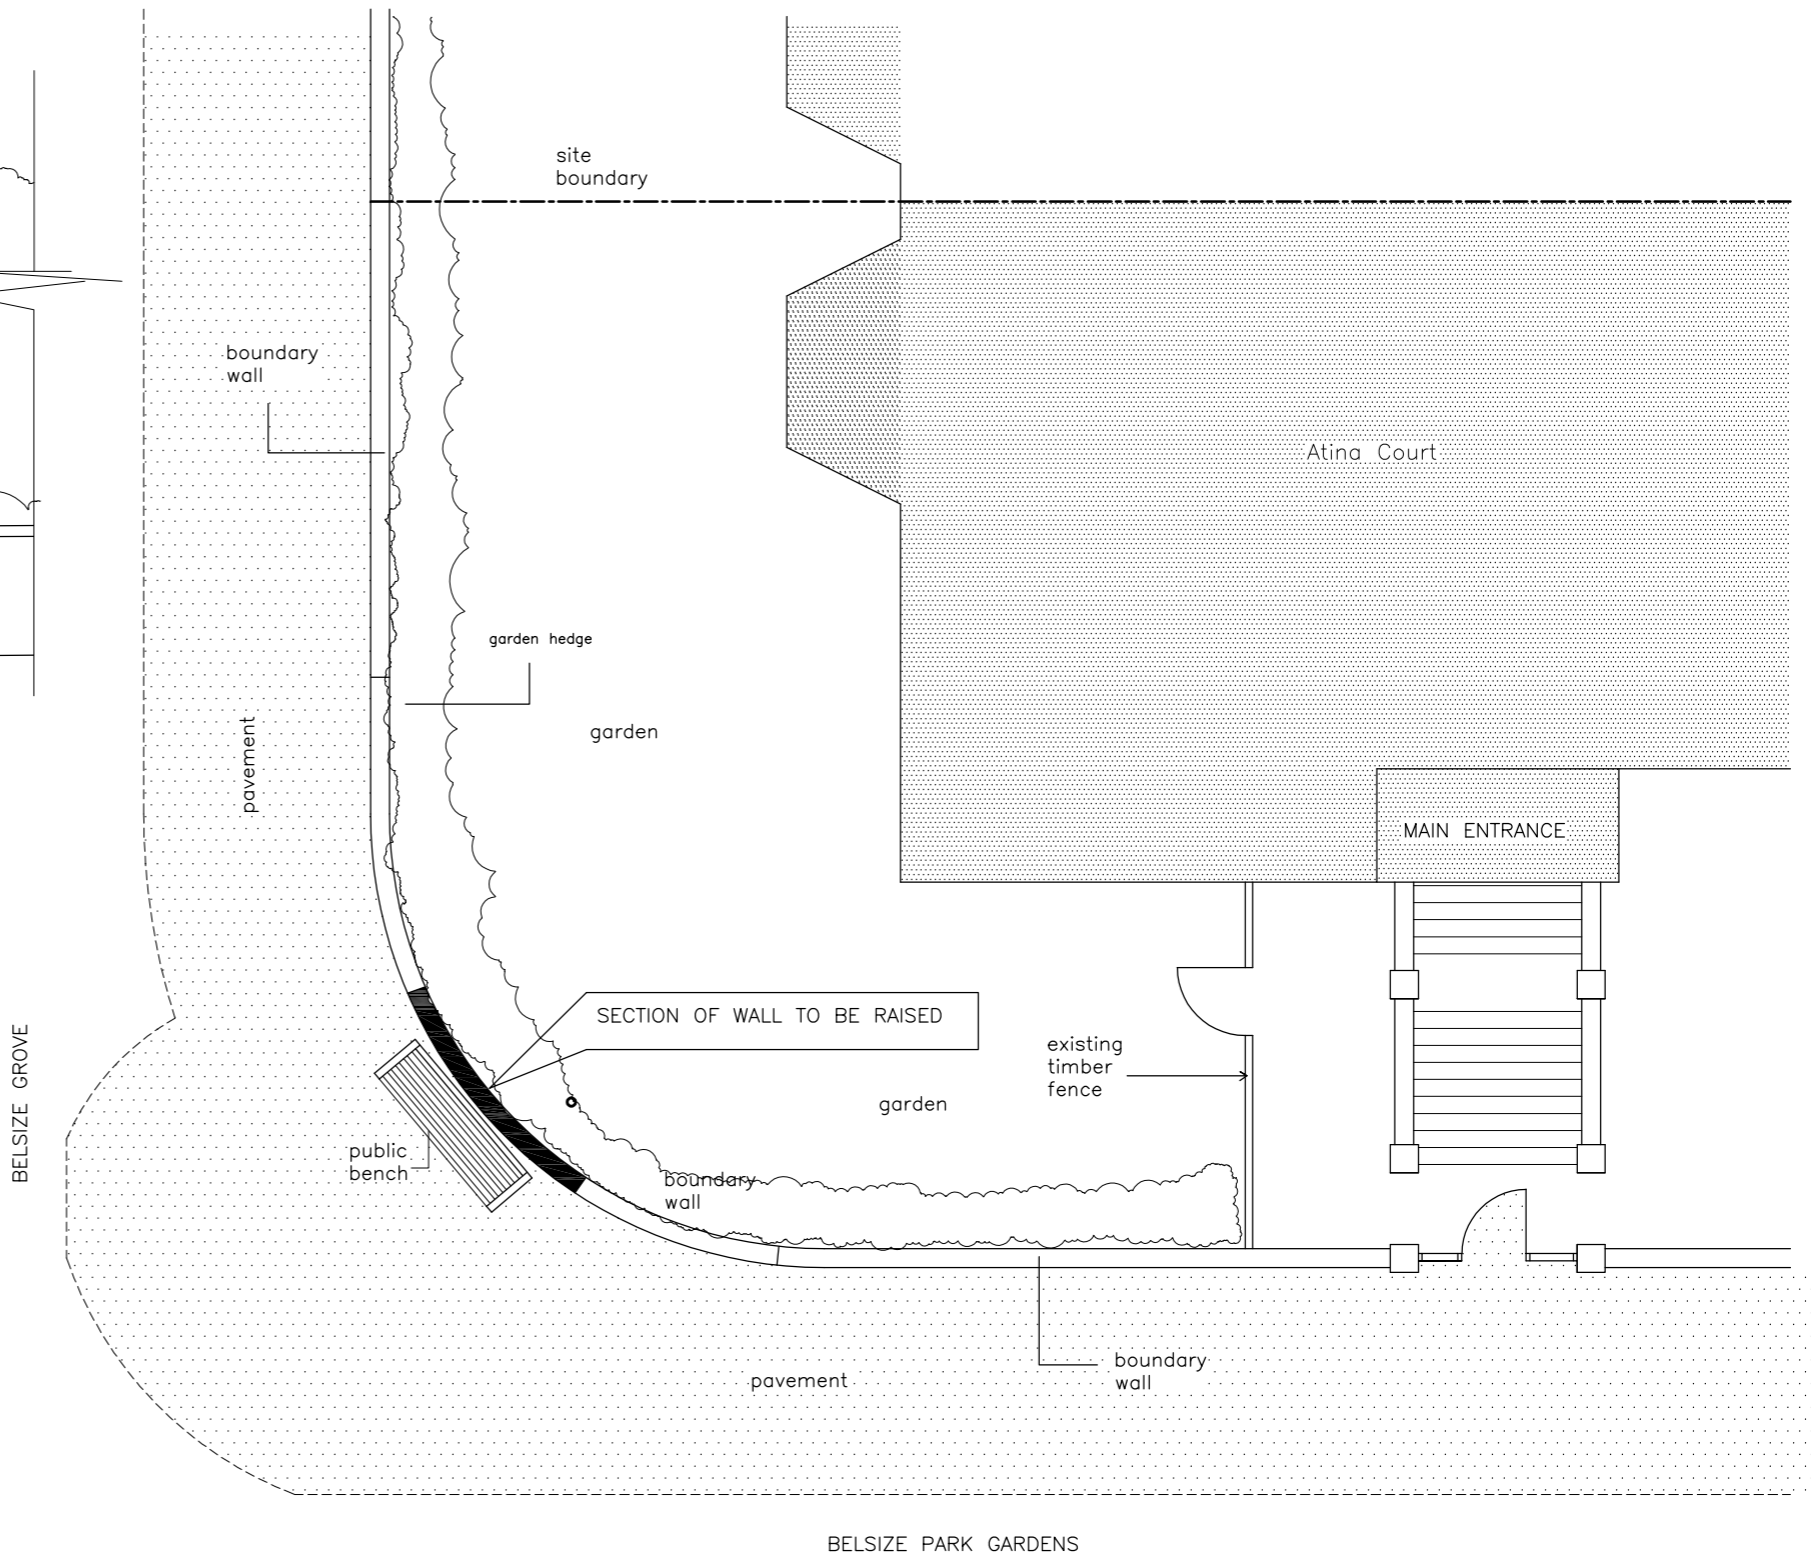 site
boundary
boundary
wall
Atina Court
garden hedge
pavement
garden
MAIN ENTRANCE
SECTION OF WALL TO BE RAISED
BELSIZE GROVE
existing
timber
fence
garden
public
bench
boundary
wall
boundary
wall
pavement
BELSIZE PARK GARDENS